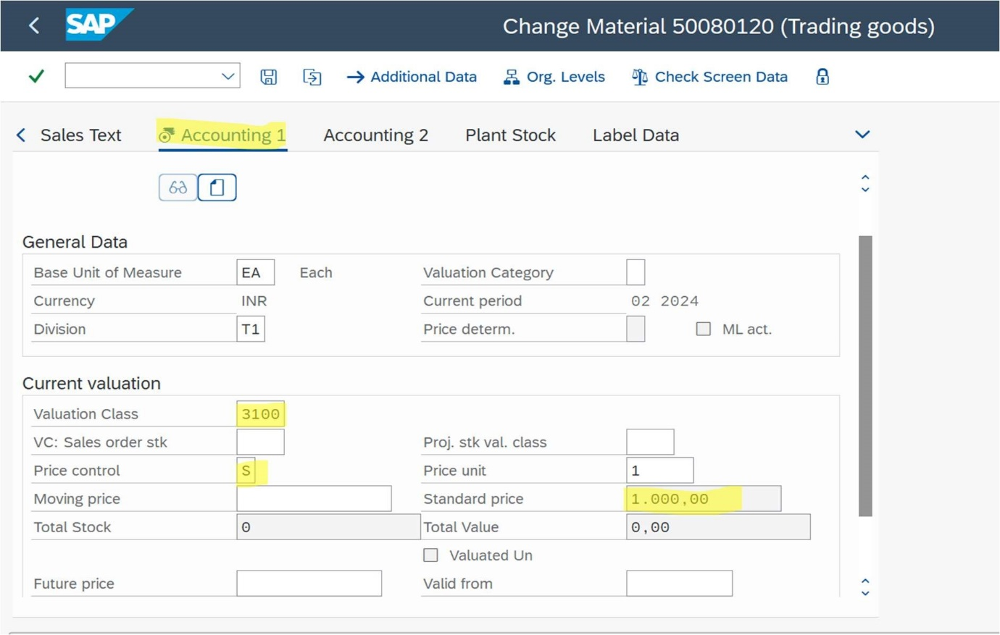 SAP Change Material 50080120 (Trading goods)
Additional Data Org. Levels Check Screen Data
Sales Text Accounting 1 Accounting 2 Plant Stock Label Data
General Data
Base Unit of Measure EA Each Valuation Category
Currency INR Current period 02 2024
Division T1 Price determ. ML act.
Current valuation
Valuation Class 3100
VC: Sales order stk Proj. stk val. class
Price control S Price unit 1
Moving price Standard price 1.000,00
Total Stock 0 Total Value 0,00
Valuated Un
Future price Valid from